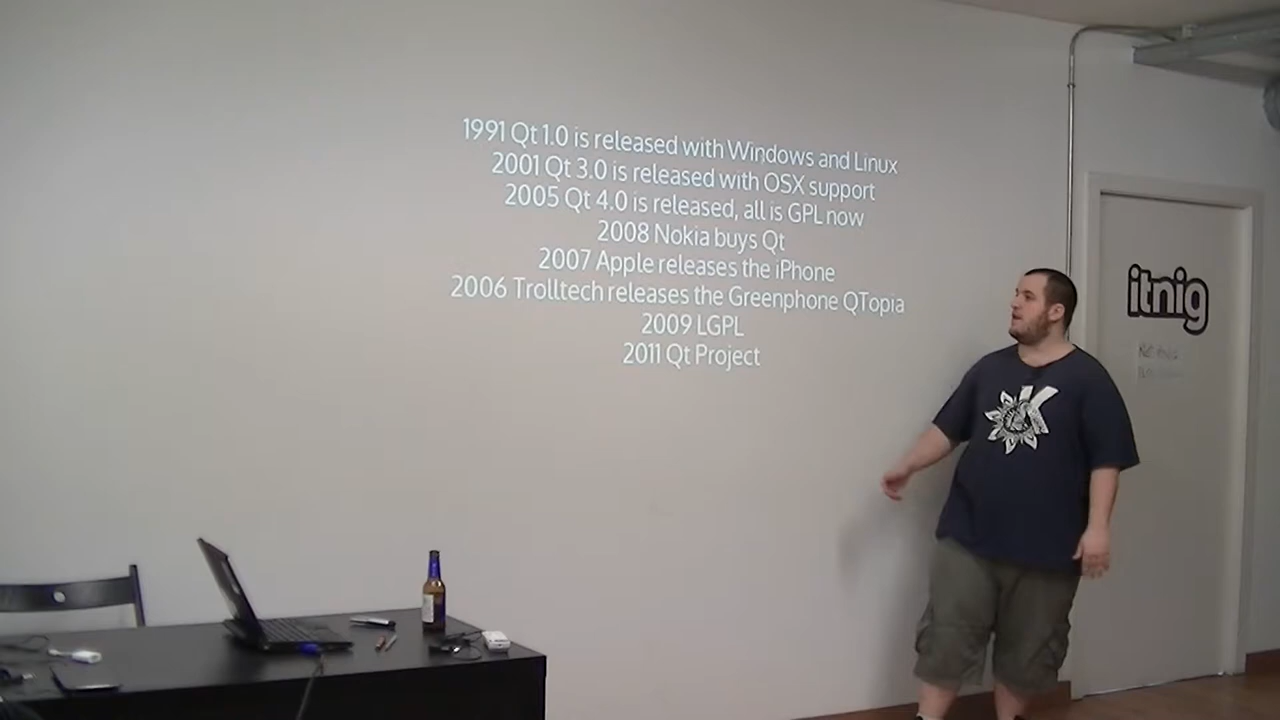 1991 Qt 1.0 is released with Windows and Linux
2001 Qt 3.0 is released with OSX support
2005 Qt 4.0 is released, all is GPL now
2008 Nokia buys Qt
2007 Apple releases the iPhone
2006 Trolltech releases the Greenphone QTopia
2009 LGPL
2011 Qt Project
itnig
K